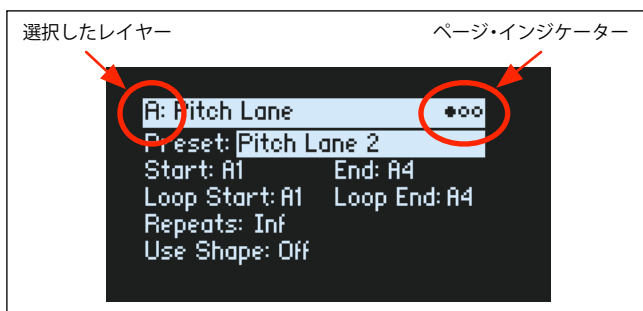 選択したレイヤー
ページ・インジケーター
A: Pitch Lane ●○○
Preset: Pitch Lane 2
Start: A1 End: A4
Loop Start: A1 Loop End: A4
Repeats: Inf
Use Shape: Off